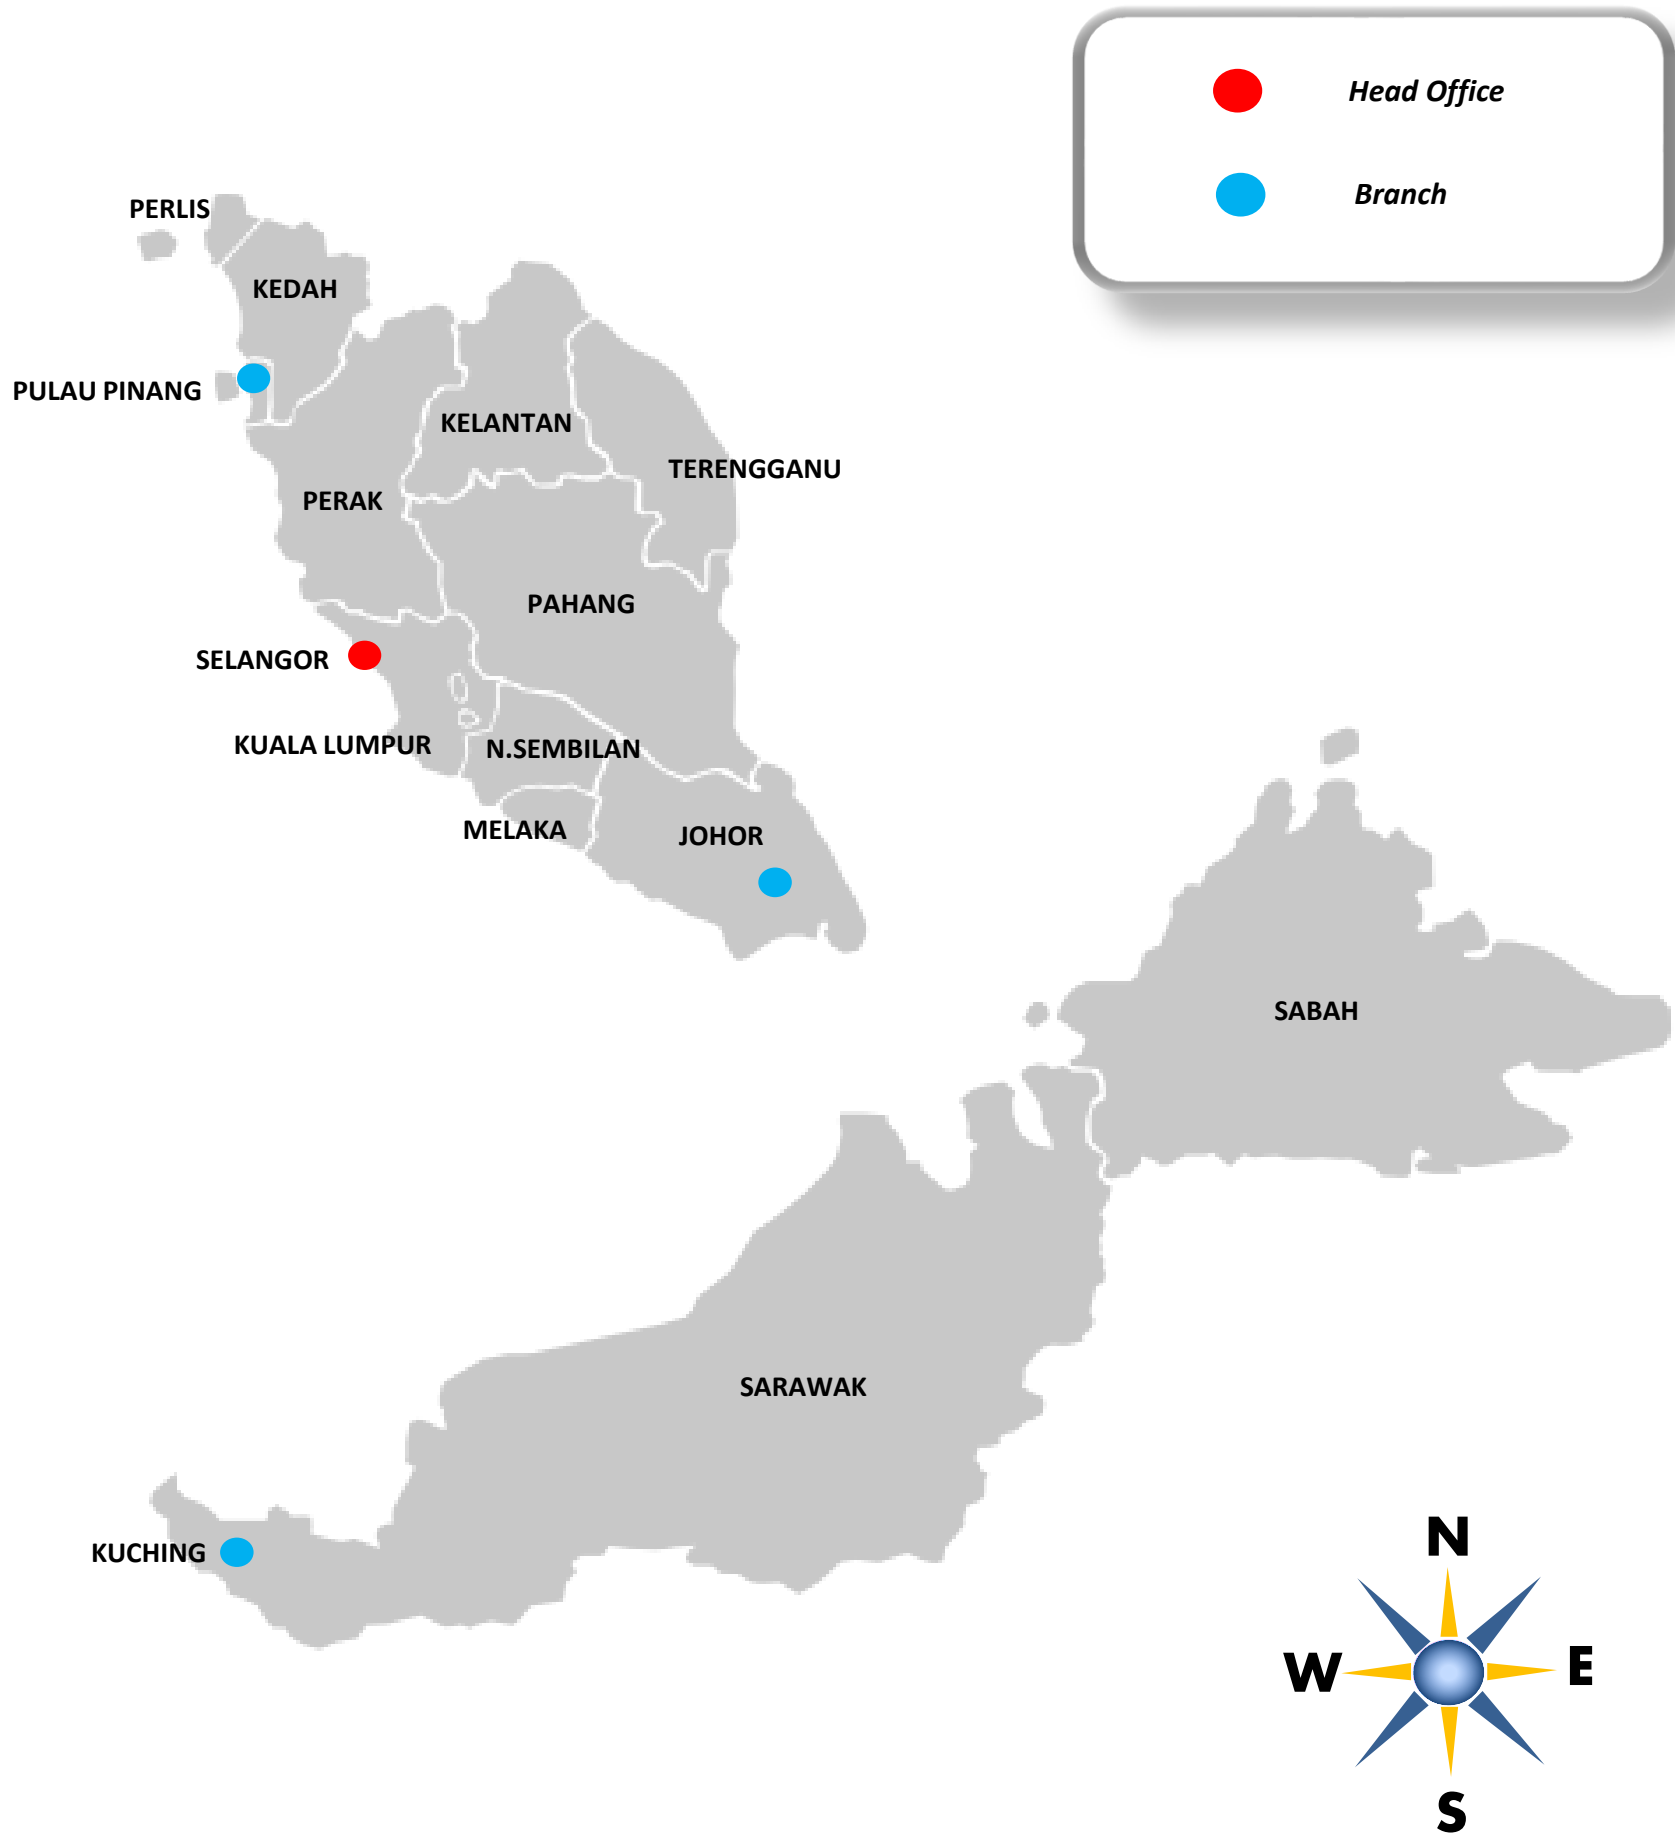 Head Office
Branch
PERLIS
KEDAH
PULAU PINANG
KELANTAN
TERENGGANU
PERAK
PAHANG
SELANGOR
KUALA LUMPUR
N.SEMBILAN
MELAKA
JOHOR
SABAH
SARAWAK
KUCHING
N
W
E
S